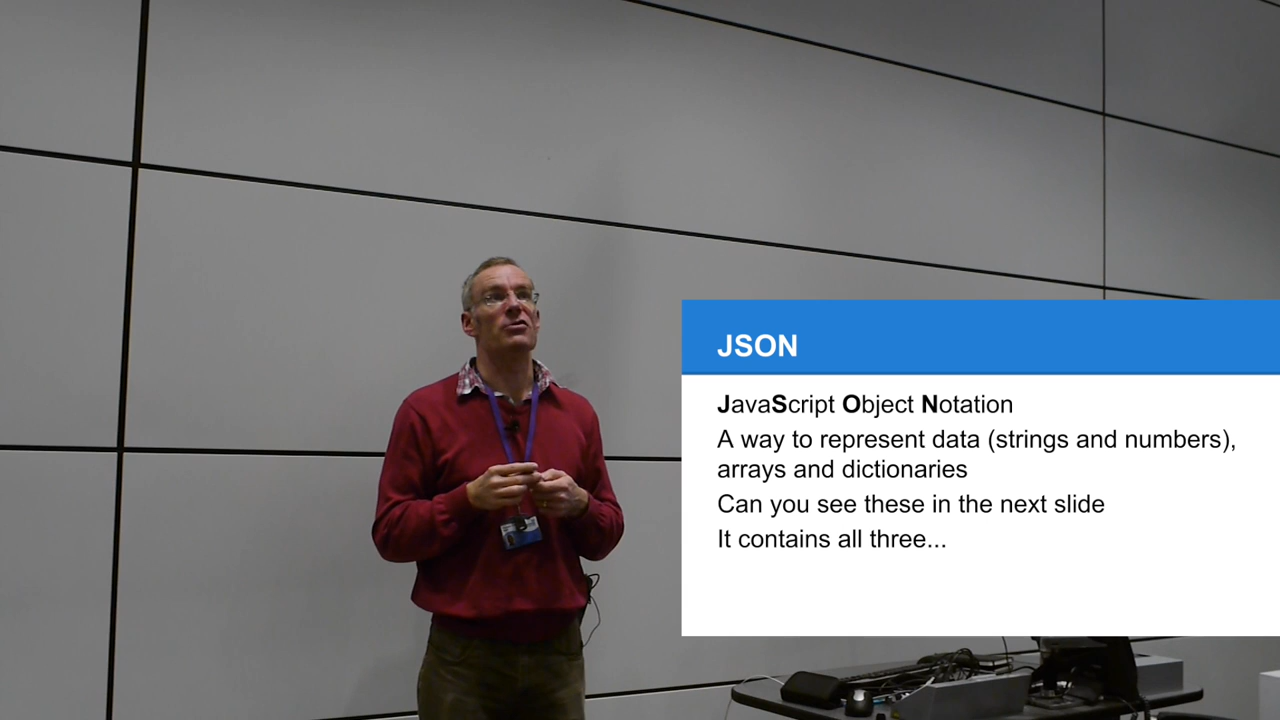 JSON
JavaScript Object Notation
A way to represent data (strings and numbers),
arrays and dictionaries
Can you see these in the next slide
It contains all three...